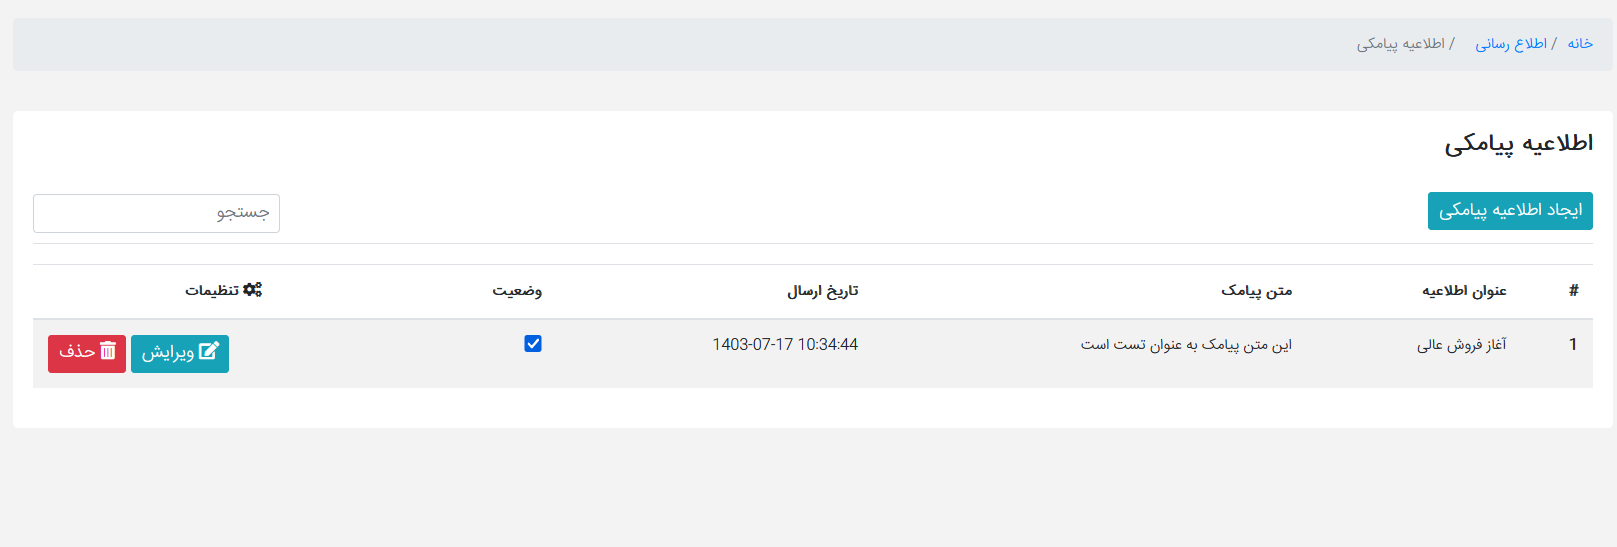 خانه / اطلاع رسانی / اطلاعیه پیامکی
اطلاعیه پیامکی
ایجاد اطلاعیه پیامکی
جستجو
# عنوان اطلاعیه متن پیامک تاریخ ارسال وضعیت تنظیمات
1 آغاز فروش عالی این متن پیامک به عنوان تست است 1403-07-17 10:34:44 ویرایش حذف